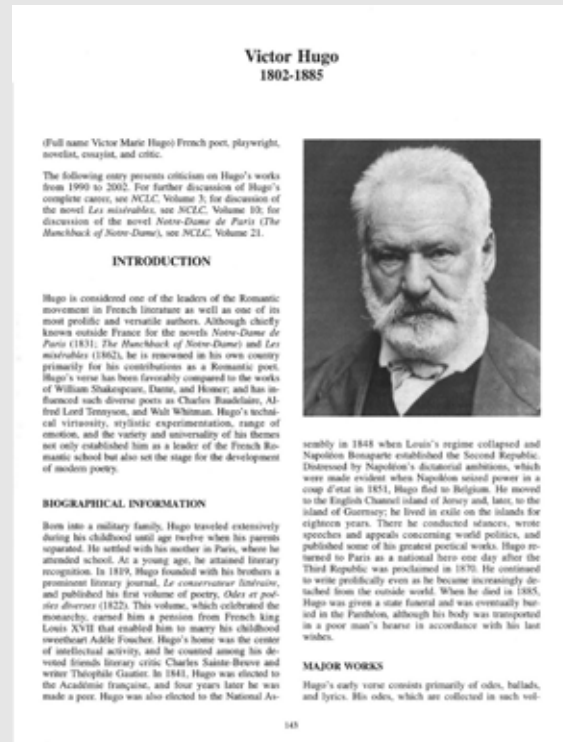 Victor Hugo
1802-1885
(Full name Victor Marie Hugo) French poet, playwright,
novelist, essayist, and critic.
The following entry presents criticism on Hugo's works
from 1990 to 2002. For further discussion of Hugo's
complete career, see NCLC, Volume 3; for discussion of
the novel Les misérables, see NCLC, Volume 10; for
discussion of the novel Notre-Dame de Paris (The
Hunchback of Notre-Dame), see NCLC, Volume 21.
INTRODUCTION
Hugo is considered one of the leaders of the Romantic
movement in French literature as well as one of its
most prolific and versatile authors. Although chiefly
known outside France for the novels Notre-Dame de
Paris (1831; The Hunchback of Notre-Dame) and Les
misérables (1862), he is renowned in his own country
primarily for his contributions as a Romantic poet.
Hugo's verse has been favorably compared to the works
of William Shakespeare, Dante, and Homer; and has in-
fluenced such diverse poets as Charles Baudelaire, Al-
fred Lord Tennyson, and Walt Whitman. Hugo's techni-
cal virtuosity, stylistic experimentation, range of
emotion, and the variety and universality of his themes
not only established him as a leader of the French Ro-
mantic school but also set the stage for the development
of modern poetry.
BIOGRAPHICAL INFORMATION
Born into a military family, Hugo traveled extensively
during his childhood until age twelve when his parents
separated. He settled with his mother in Paris, where he
attended school. At a young age, he attained literary
recognition. In 1819, Hugo founded with his brothers a
prominent literary journal, Le conservateur littéraire,
and published his first volume of poetry, Odes et poé-
sies diverses (1822). This volume, which celebrated the
monarchy, earned him a pension from French king
Louis XVII that enabled him to marry his childhood
sweetheart Adèle Foucher. Hugo's home was the center
of intellectual activity, and he counted among his de-
voted friends literary critic Charles Sainte-Beuve and
writer Théophile Gautier. In 1841, Hugo was elected to
the Académie française, and four years later he was
made a peer. Hugo was also elected to the National As-
sembly in 1848 when Louis's regime collapsed and
Napoléon Bonaparte established the Second Republic.
Distressed by Napoléon's dictatorial ambitions, which
were made evident when Napoléon seized power in a
coup d'etat in 1851, Hugo fled to Belgium. He moved
to the English Channel island of Jersey and, later, to the
island of Guernsey; he lived in exile on the islands for
eighteen years. There he conducted séances, wrote
speeches and appeals concerning world politics, and
published some of his greatest poetical works. Hugo re-
turned to Paris as a national hero one day after the
Third Republic was proclaimed in 1870. He continued
to write prolifically even as he became increasingly de-
tached from the outside world. When he died in 1885,
Hugo was given a state funeral and was eventually bur-
ied in the Panthéon, although his body was transported
in a poor man's hearse in accordance with his last
wishes.
MAJOR WORKS
Hugo's early verse consists primarily of odes, ballads,
and lyrics. His odes, which are collected in such vol-
143